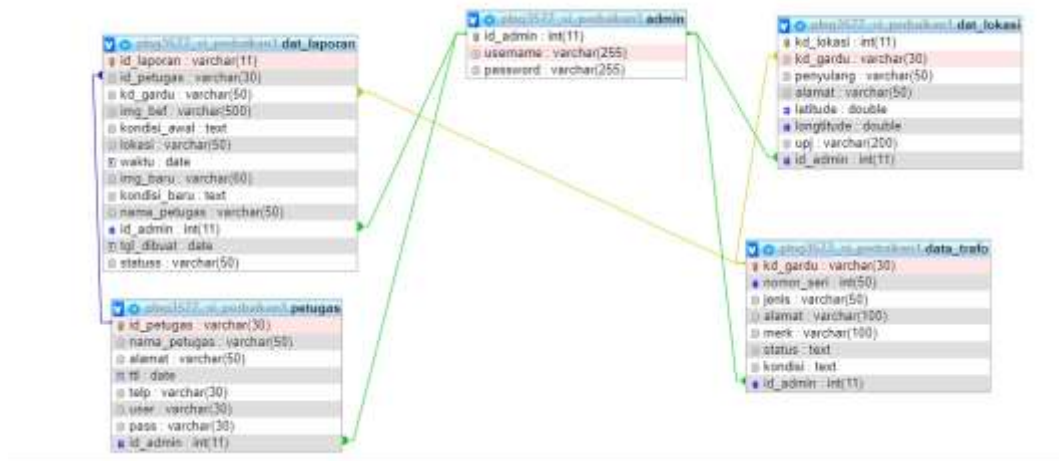 dat_laporan
id_laporan : varchar(11)
id_petugas : varchar(30)
kd_gardu : varchar(50)
img_bef : varchar(500)
kondisi_awal : text
lokasi : varchar(50)
waktu : date
img_baru : varchar(60)
kondisi_baru : text
nama_petugas : varchar(50)
id_admin : int(11)
tgl_dibuat : date
statuss : varchar(50)
petugas
id_petugas : varchar(30)
nama_petugas : varchar(50)
alamat : varchar(50)
ttl : date
telp : varchar(30)
user : varchar(30)
pass : varchar(30)
id_admin : int(11)
admin
id_admin : int(11)
username : varchar(255)
password : varchar(255)
dat_lokasi
kd_lokasi : int(11)
kd_gardu : varchar(30)
penyulang : varchar(50)
alamat : varchar(50)
latitude : double
longtitude : double
upj : varchar(200)
id_admin : int(11)
data_trafo
kd_gardu : varchar(30)
nomor_seri : int(50)
jenis : varchar(50)
alamat : varchar(100)
merk : varchar(100)
status : text
kondisi : text
id_admin : int(11)